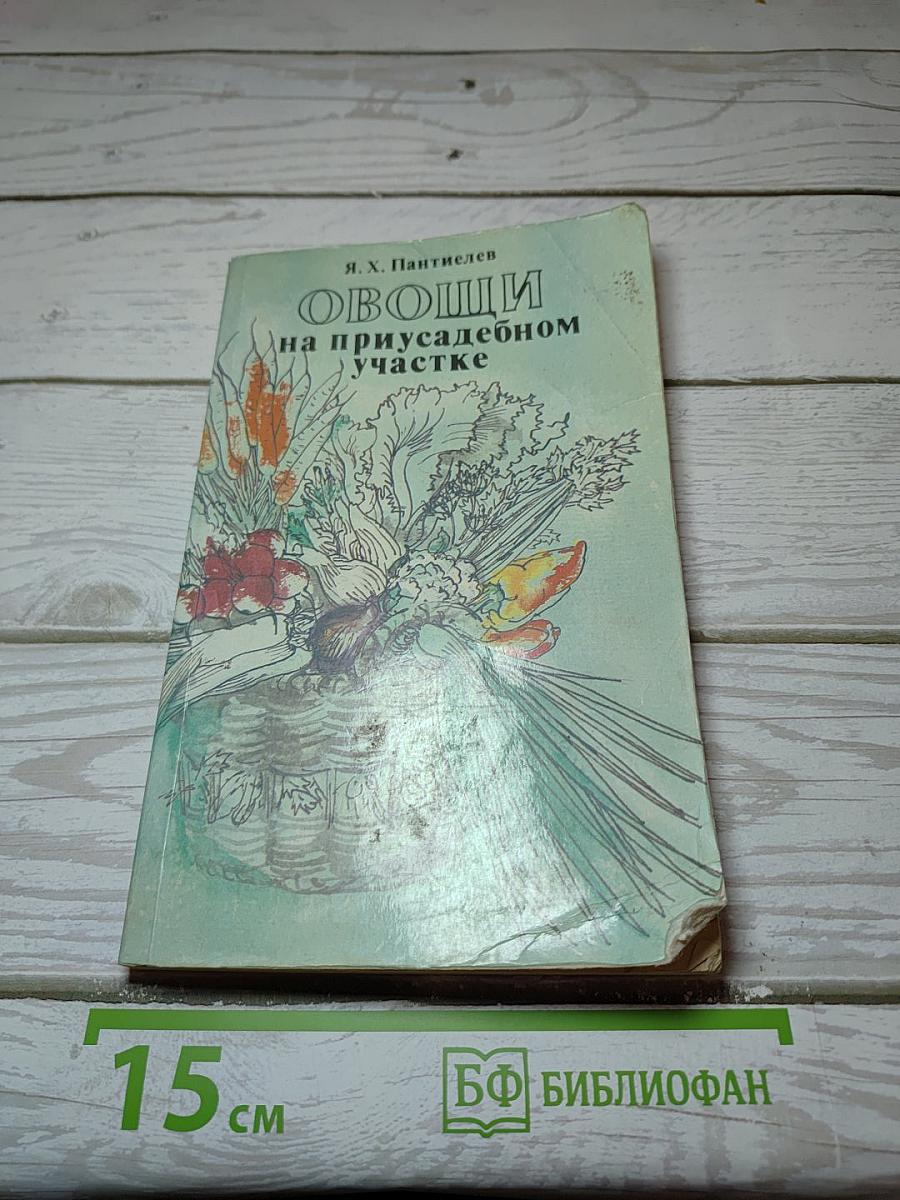 Я. Х. Пантиелев
ОВОЩИ
на приусадебном
участке
15 см
БФ БИБЛИОФАН